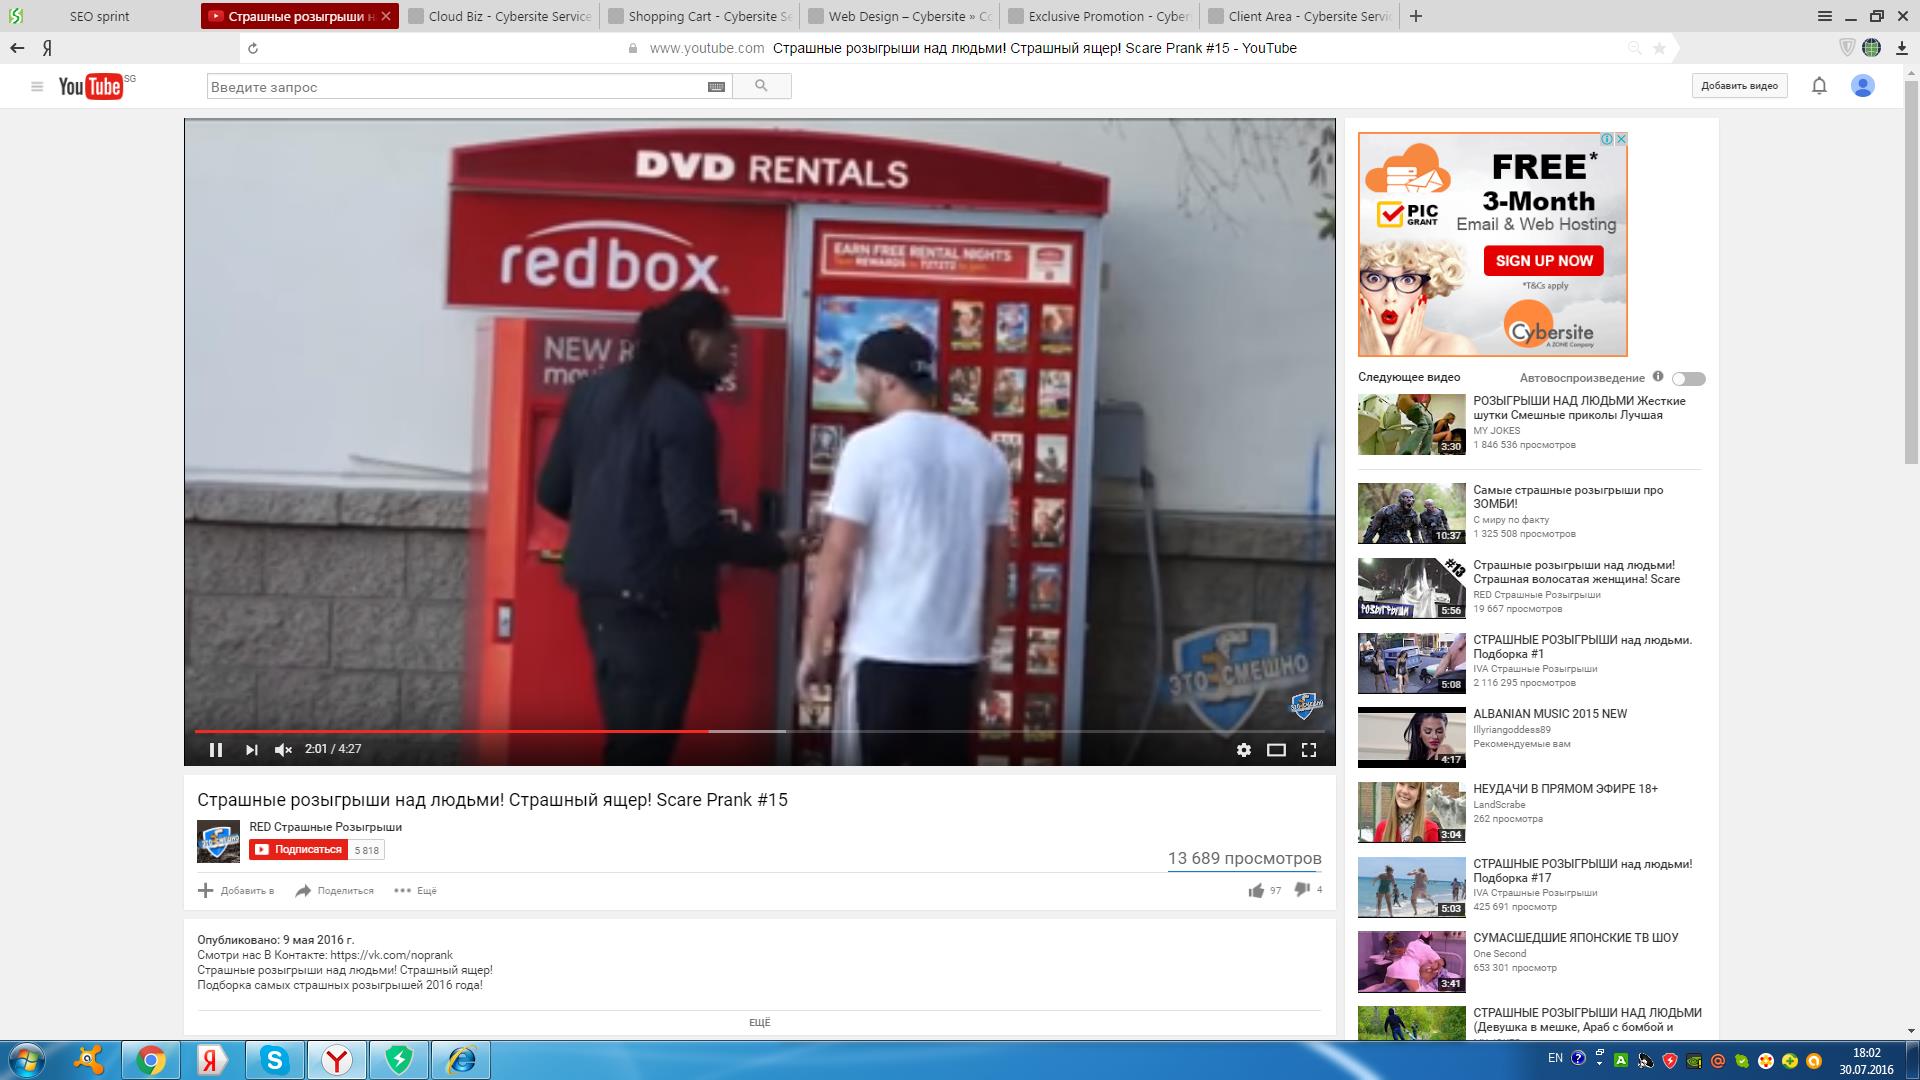 SEO sprint
Страшные розыгрыши н
Cloud Biz - Cybersite Service
Shopping Cart - Cybersite Se
Web Design – Cybersite » Co
Exclusive Promotion - Cyber
Client Area - Cybersite Servic
Я
www.youtube.com Страшные розыгрыши над людьми! Страшный ящер! Scare Prank #15 - YouTube
YouTube SG
Введите запрос
Добавить видео
DVD RENTALS
redbox
EARN FREE RENTAL NIGHTS
NEW
ЭТО СМЕШНО
2:01 / 4:27
Страшные розыгрыши над людьми! Страшный ящер! Scare Prank #15
RED Страшные Розыгрыши
Подписаться 5 818
13 689 просмотров
Добавить в
Поделиться
Ещё
97
4
Опубликовано: 9 мая 2016 г.
Смотри нас В Контакте: https://vk.com/noprank
Страшные розыгрыши над людьми! Страшный ящер!
Подборка самых страшных розыгрышей 2016 года!
ЕЩЁ
FREE*
3-Month
Email & Web Hosting
PIC
GRANT
SIGN UP NOW
*T&Cs apply
Cybersite
A ZONE Company
Следующее видео
Автовоспроизведение
РОЗЫГРЫШИ НАД ЛЮДЬМИ Жесткие
шутки Смешные приколы Лучшая
MY JOKES
1 846 536 просмотров
3:30
Самые страшные розыгрыши про
ЗОМБИ!
С миру по факту
1 325 508 просмотров
10:37
Страшные розыгрыши над людьми!
Страшная волосатая женщина! Scare
RED Страшные Розыгрыши
19 667 просмотров
#13
РОЗЫГРЫШИ
5:56
СТРАШНЫЕ РОЗЫГРЫШИ над людьми.
Подборка #1
IVA Страшные Розыгрыши
2 116 295 просмотров
5:08
ALBANIAN MUSIC 2015 NEW
Illyriangoddess89
Рекомендуемые вам
4:17
НЕУДАЧИ В ПРЯМОМ ЭФИРЕ 18+
LandScrabe
262 просмотра
3:04
СТРАШНЫЕ РОЗЫГРЫШИ над людьми!
Подборка #17
IVA Страшные Розыгрыши
425 691 просмотр
5:03
СУМАСШЕДШИЕ ЯПОНСКИЕ ТВ ШОУ
One Second
653 301 просмотр
3:41
СТРАШНЫЕ РОЗЫГРЫШИ НАД ЛЮДЬМИ
(Девушка в мешке, Араб с бомбой и
EN
18:02
30.07.2016